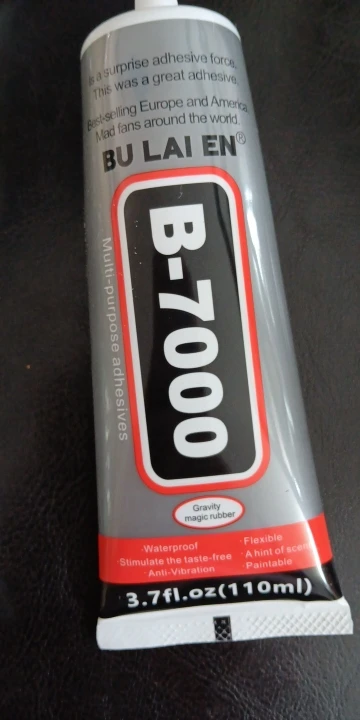 is a surprise adhesive force.
This was a great adhesive.
Best-selling Europe and America
Mad fans around the world.
BU LAI EN®
B-7000
Multi-purpose adhesives
Gravity
magic rubber
·Waterproof
·Stimulate the taste-free
·Anti-Vibration
·Flexible
·A hint of scent
·Paintable
3.7fl.oz(110ml)